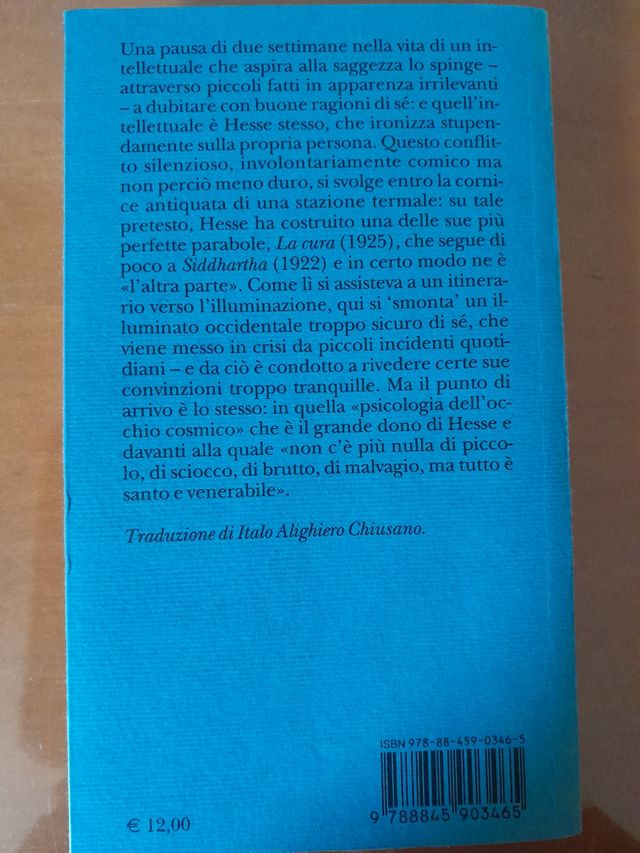 Una pausa di due settimane nella vita di un in-
tellettuale che aspira alla saggezza lo spinge –
attraverso piccoli fatti in apparenza irrilevanti
– a dubitare con buone ragioni di sé: e quell'in-
tellettuale è Hesse stesso, che ironizza stupen-
damente sulla propria persona. Questo conflit-
to silenzioso, involontariamente comico ma
non perciò meno duro, si svolge entro la corni-
ce antiquata di una stazione termale: su tale
pretesto, Hesse ha costruito una delle sue più
perfette parabole, La cura (1925), che segue di
poco a Siddhartha (1922) e in certo modo ne è
«l'altra parte». Come lì si assisteva a un itinera-
rio verso l'illuminazione, qui si 'smonta' un il-
luminato occidentale troppo sicuro di sé, che
viene messo in crisi da piccoli incidenti quoti-
diani – e da ciò è condotto a rivedere certe sue
convinzioni troppo tranquille. Ma il punto di
arrivo è lo stesso: in quella «psicologia dell'oc-
chio cosmico» che è il grande dono di Hesse e
davanti alla quale «non c'è più nulla di picco-
lo, di sciocco, di brutto, di malvagio, ma tutto è
santo e venerabile».
Traduzione di Italo Alighiero Chiusano.
ISBN 978-88-459-0346-5
9 788845 903465
€ 12,00